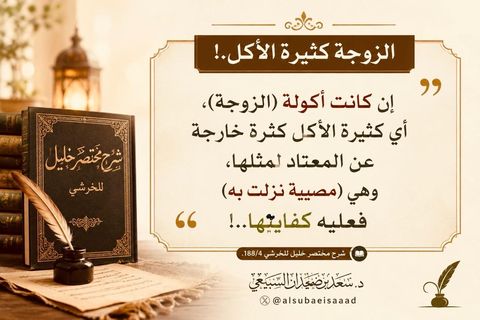 الزوجة كثيرة الأكل..!
إن كانت أكولة (الزوجة)،
أي كثيرة الأكل كثرة خارجة
عن المعتاد لمثلها،
وهي (مصيبة نزلت به)
فعليه كفايتها..!
شرح مختصر خليل للخرشي 188/4.
د. سعد بن ضيدان السبيعي
@alsubaeisaaad
شرح مختصر خليل
للخرشي